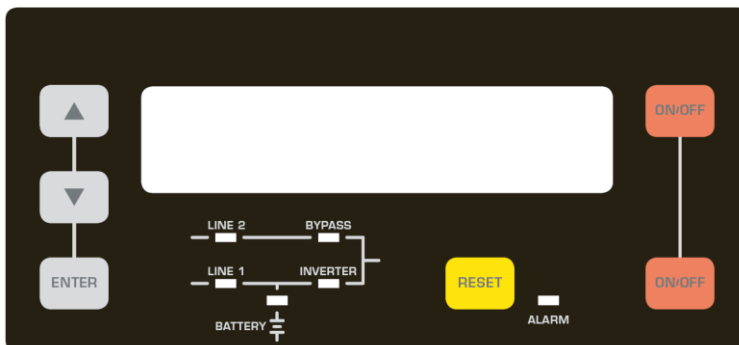 ON/OFF
LINE 2 BYPASS
LINE 1 INVERTER
ENTER RESET ON/OFF
BATTERY ALARM